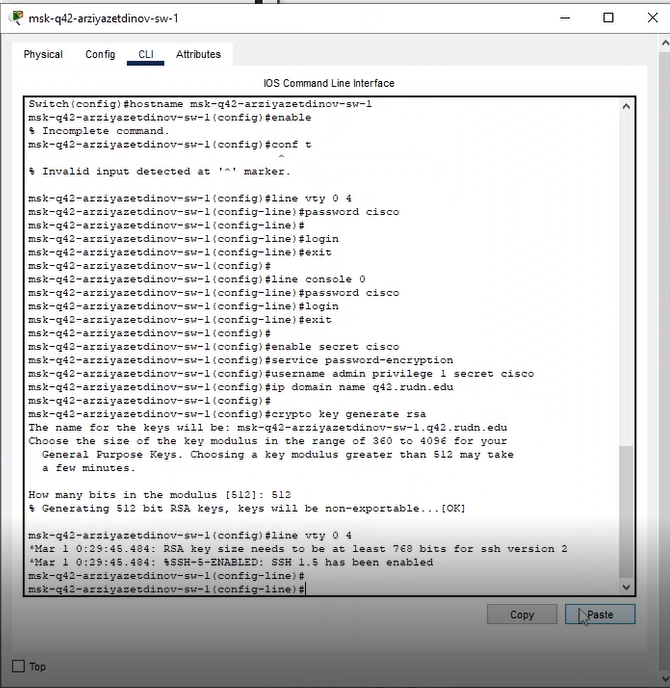 msk-q42-arziyazetdinov-sw-1
Physical Config CLI Attributes
IOS Command Line Interface
Switch(config)#hostname msk-q42-arziyazetdinov-sw-1
msk-q42-arziyazetdinov-sw-1(config)#enable
% Incomplete command.
msk-q42-arziyazetdinov-sw-1(config)#conf t
^
% Invalid input detected at '^' marker.
msk-q42-arziyazetdinov-sw-1(config)#line vty 0 4
msk-q42-arziyazetdinov-sw-1(config-line)#password cisco
msk-q42-arziyazetdinov-sw-1(config-line)#
msk-q42-arziyazetdinov-sw-1(config-line)#login
msk-q42-arziyazetdinov-sw-1(config-line)#exit
msk-q42-arziyazetdinov-sw-1(config)#
msk-q42-arziyazetdinov-sw-1(config)#line console 0
msk-q42-arziyazetdinov-sw-1(config-line)#password cisco
msk-q42-arziyazetdinov-sw-1(config-line)#login
msk-q42-arziyazetdinov-sw-1(config-line)#exit
msk-q42-arziyazetdinov-sw-1(config)#
msk-q42-arziyazetdinov-sw-1(config)#enable secret cisco
msk-q42-arziyazetdinov-sw-1(config)#service password-encryption
msk-q42-arziyazetdinov-sw-1(config)#username admin privilege 1 secret cisco
msk-q42-arziyazetdinov-sw-1(config)#ip domain name q42.rudn.edu
msk-q42-arziyazetdinov-sw-1(config)#
msk-q42-arziyazetdinov-sw-1(config)#crypto key generate rsa
The name for the keys will be: msk-q42-arziyazetdinov-sw-1.q42.rudn.edu
Choose the size of the key modulus in the range of 360 to 4096 for your
General Purpose Keys. Choosing a key modulus greater than 512 may take
a few minutes.
How many bits in the modulus [512]: 512
% Generating 512 bit RSA keys, keys will be non-exportable...[OK]
msk-q42-arziyazetdinov-sw-1(config)#line vty 0 4
*Mar 1 0:29:45.484: RSA key size needs to be at least 768 bits for ssh version 2
*Mar 1 0:29:45.484: %SSH-5-ENABLED: SSH 1.5 has been enabled
msk-q42-arziyazetdinov-sw-1(config-line)#
msk-q42-arziyazetdinov-sw-1(config-line)#
Copy Paste
Top